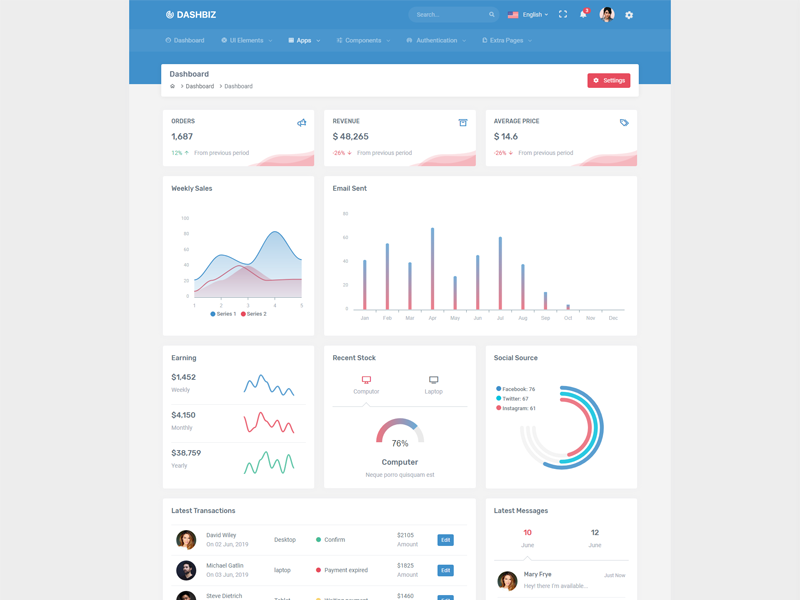 DASHBIZ
Search...
English
3
Dashboard UI Elements Apps Components Authentication Extra Pages
Dashboard
Dashboard Dashboard
Settings
ORDERS
1,687
12% From previous period
REVENUE
$ 48,265
-26% From previous period
AVERAGE PRICE
$ 14.6
-26% From previous period
Weekly Sales
100
80
60
40
20
0
1 2 3 4 5
Series 1 Series 2
Email Sent
80
60
40
20
0
Jan Feb Mar Apr May Jun Jul Aug Sep Oct Nov Dec
Earning
$1,452
Weekly
$4,150
Monthly
$38,759
Yearly
Recent Stock
Computor Laptop
76%
Computer
Neque porro quisquam est
Social Source
Facebook: 76
Twitter: 67
Instagram: 61
Latest Transactions
David Wiley Desktop Confirm $2105 Edit
On 02 Jun, 2019 Amount
Michael Gatlin laptop Payment expired $1825 Edit
On 03 Jun, 2019 Amount
Steve Dietrich $1460
Latest Messages
10 12
June June
Mary Frye Just Now
Hey! there I'm available...